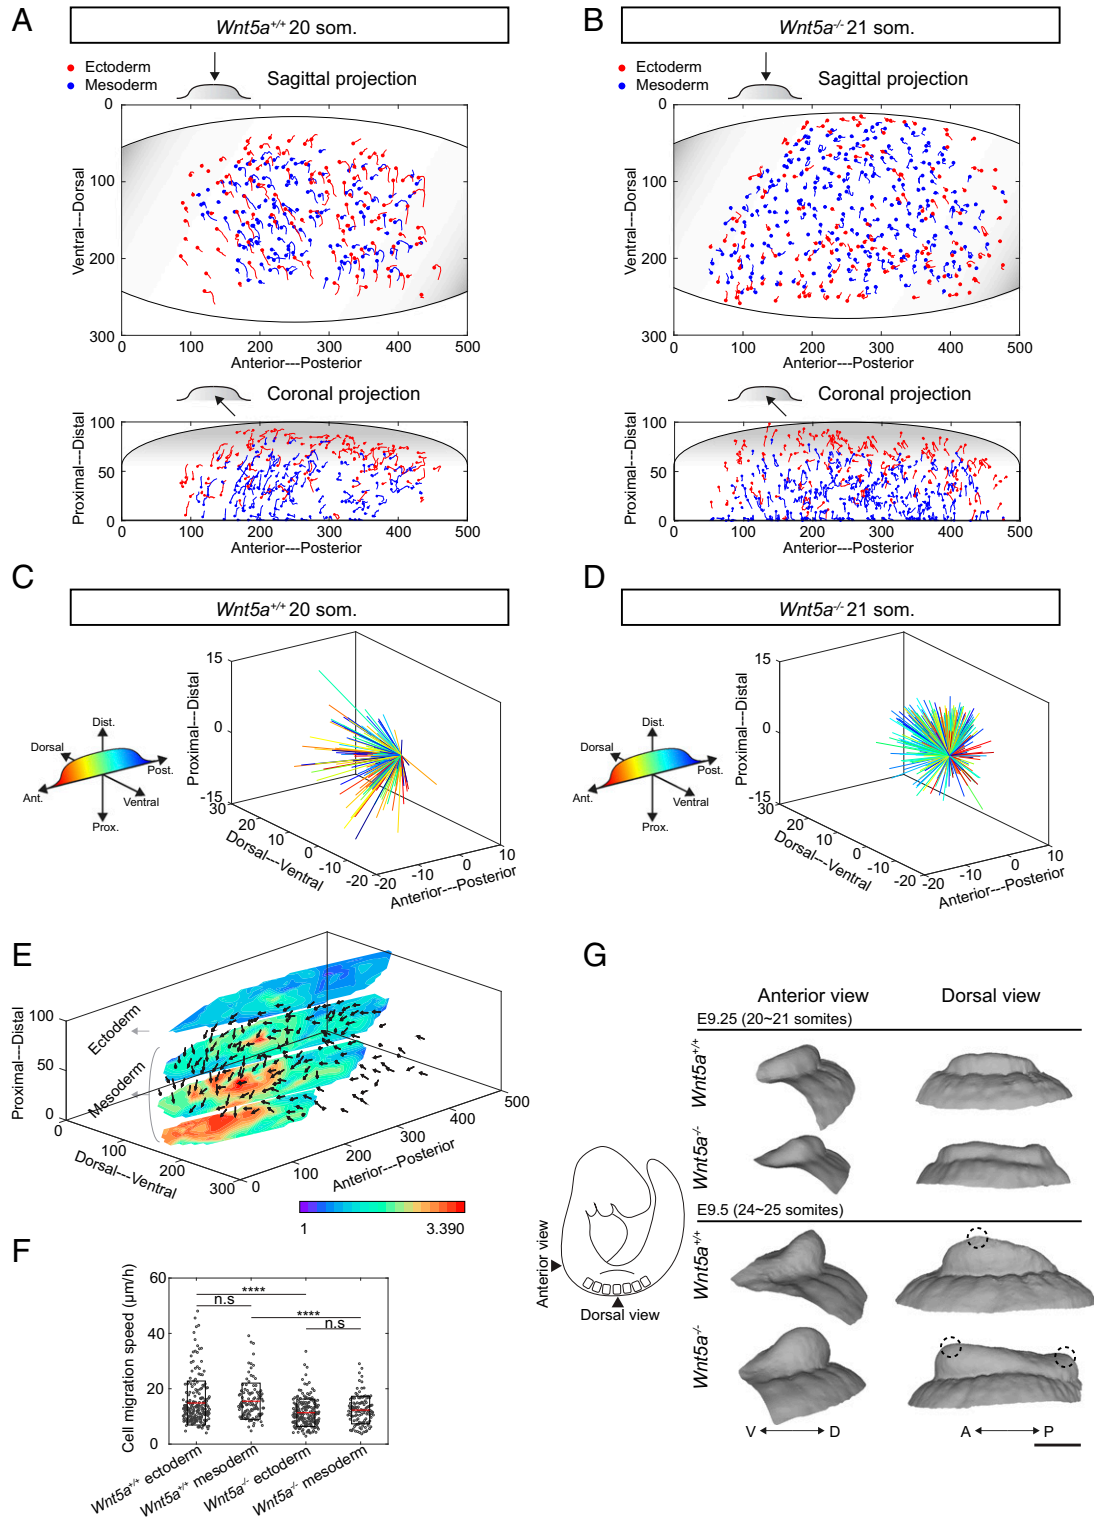 A
Wnt5a+/+ 20 som.
Ectoderm
Mesoderm
Sagittal projection
Ventral---Dorsal
0
100
200
300
0 100 200 300 400 500
Anterior---Posterior
Coronal projection
Proximal---Distal
100
50
0
0 100 200 300 400 500
Anterior---Posterior
B
Wnt5a-/- 21 som.
Ectoderm
Mesoderm
Sagittal projection
Ventral---Dorsal
0
100
200
300
0 100 200 300 400 500
Anterior---Posterior
Coronal projection
Proximal---Distal
100
50
0
0 100 200 300 400 500
Anterior---Posterior
C
Wnt5a+/+ 20 som.
Dist.
Dorsal
Post.
Ant.
Ventral
Prox.
Proximal---Distal
15
0
-15
30
20
10
0
-10
-20
Dorsal---Ventral
-20
-10
0
10
Anterior---Posterior
D
Wnt5a-/- 21 som.
Dist.
Dorsal
Post.
Ant.
Ventral
Prox.
Proximal---Distal
15
0
-15
30
20
10
0
-10
-20
Dorsal---Ventral
-20
-10
0
10
Anterior---Posterior
E
Proximal---Distal
100
50
0
Ectoderm
Mesoderm
0
100
200
300
Dorsal---Ventral
0
100
200
300
400
500
Anterior---Posterior
1 3.390
F
Cell migration speed (μm/h)
60
40
20
0
****
n.s
****
n.s
Wnt5a+/+ ectoderm
Wnt5a+/+ mesoderm
Wnt5a-/- ectoderm
Wnt5a-/- mesoderm
G
Anterior view
Dorsal view
E9.25 (20~21 somites)
Wnt5a+/+
Wnt5a-/-
E9.5 (24~25 somites)
Wnt5a+/+
Wnt5a-/-
Anterior view
Dorsal view
V D
A P